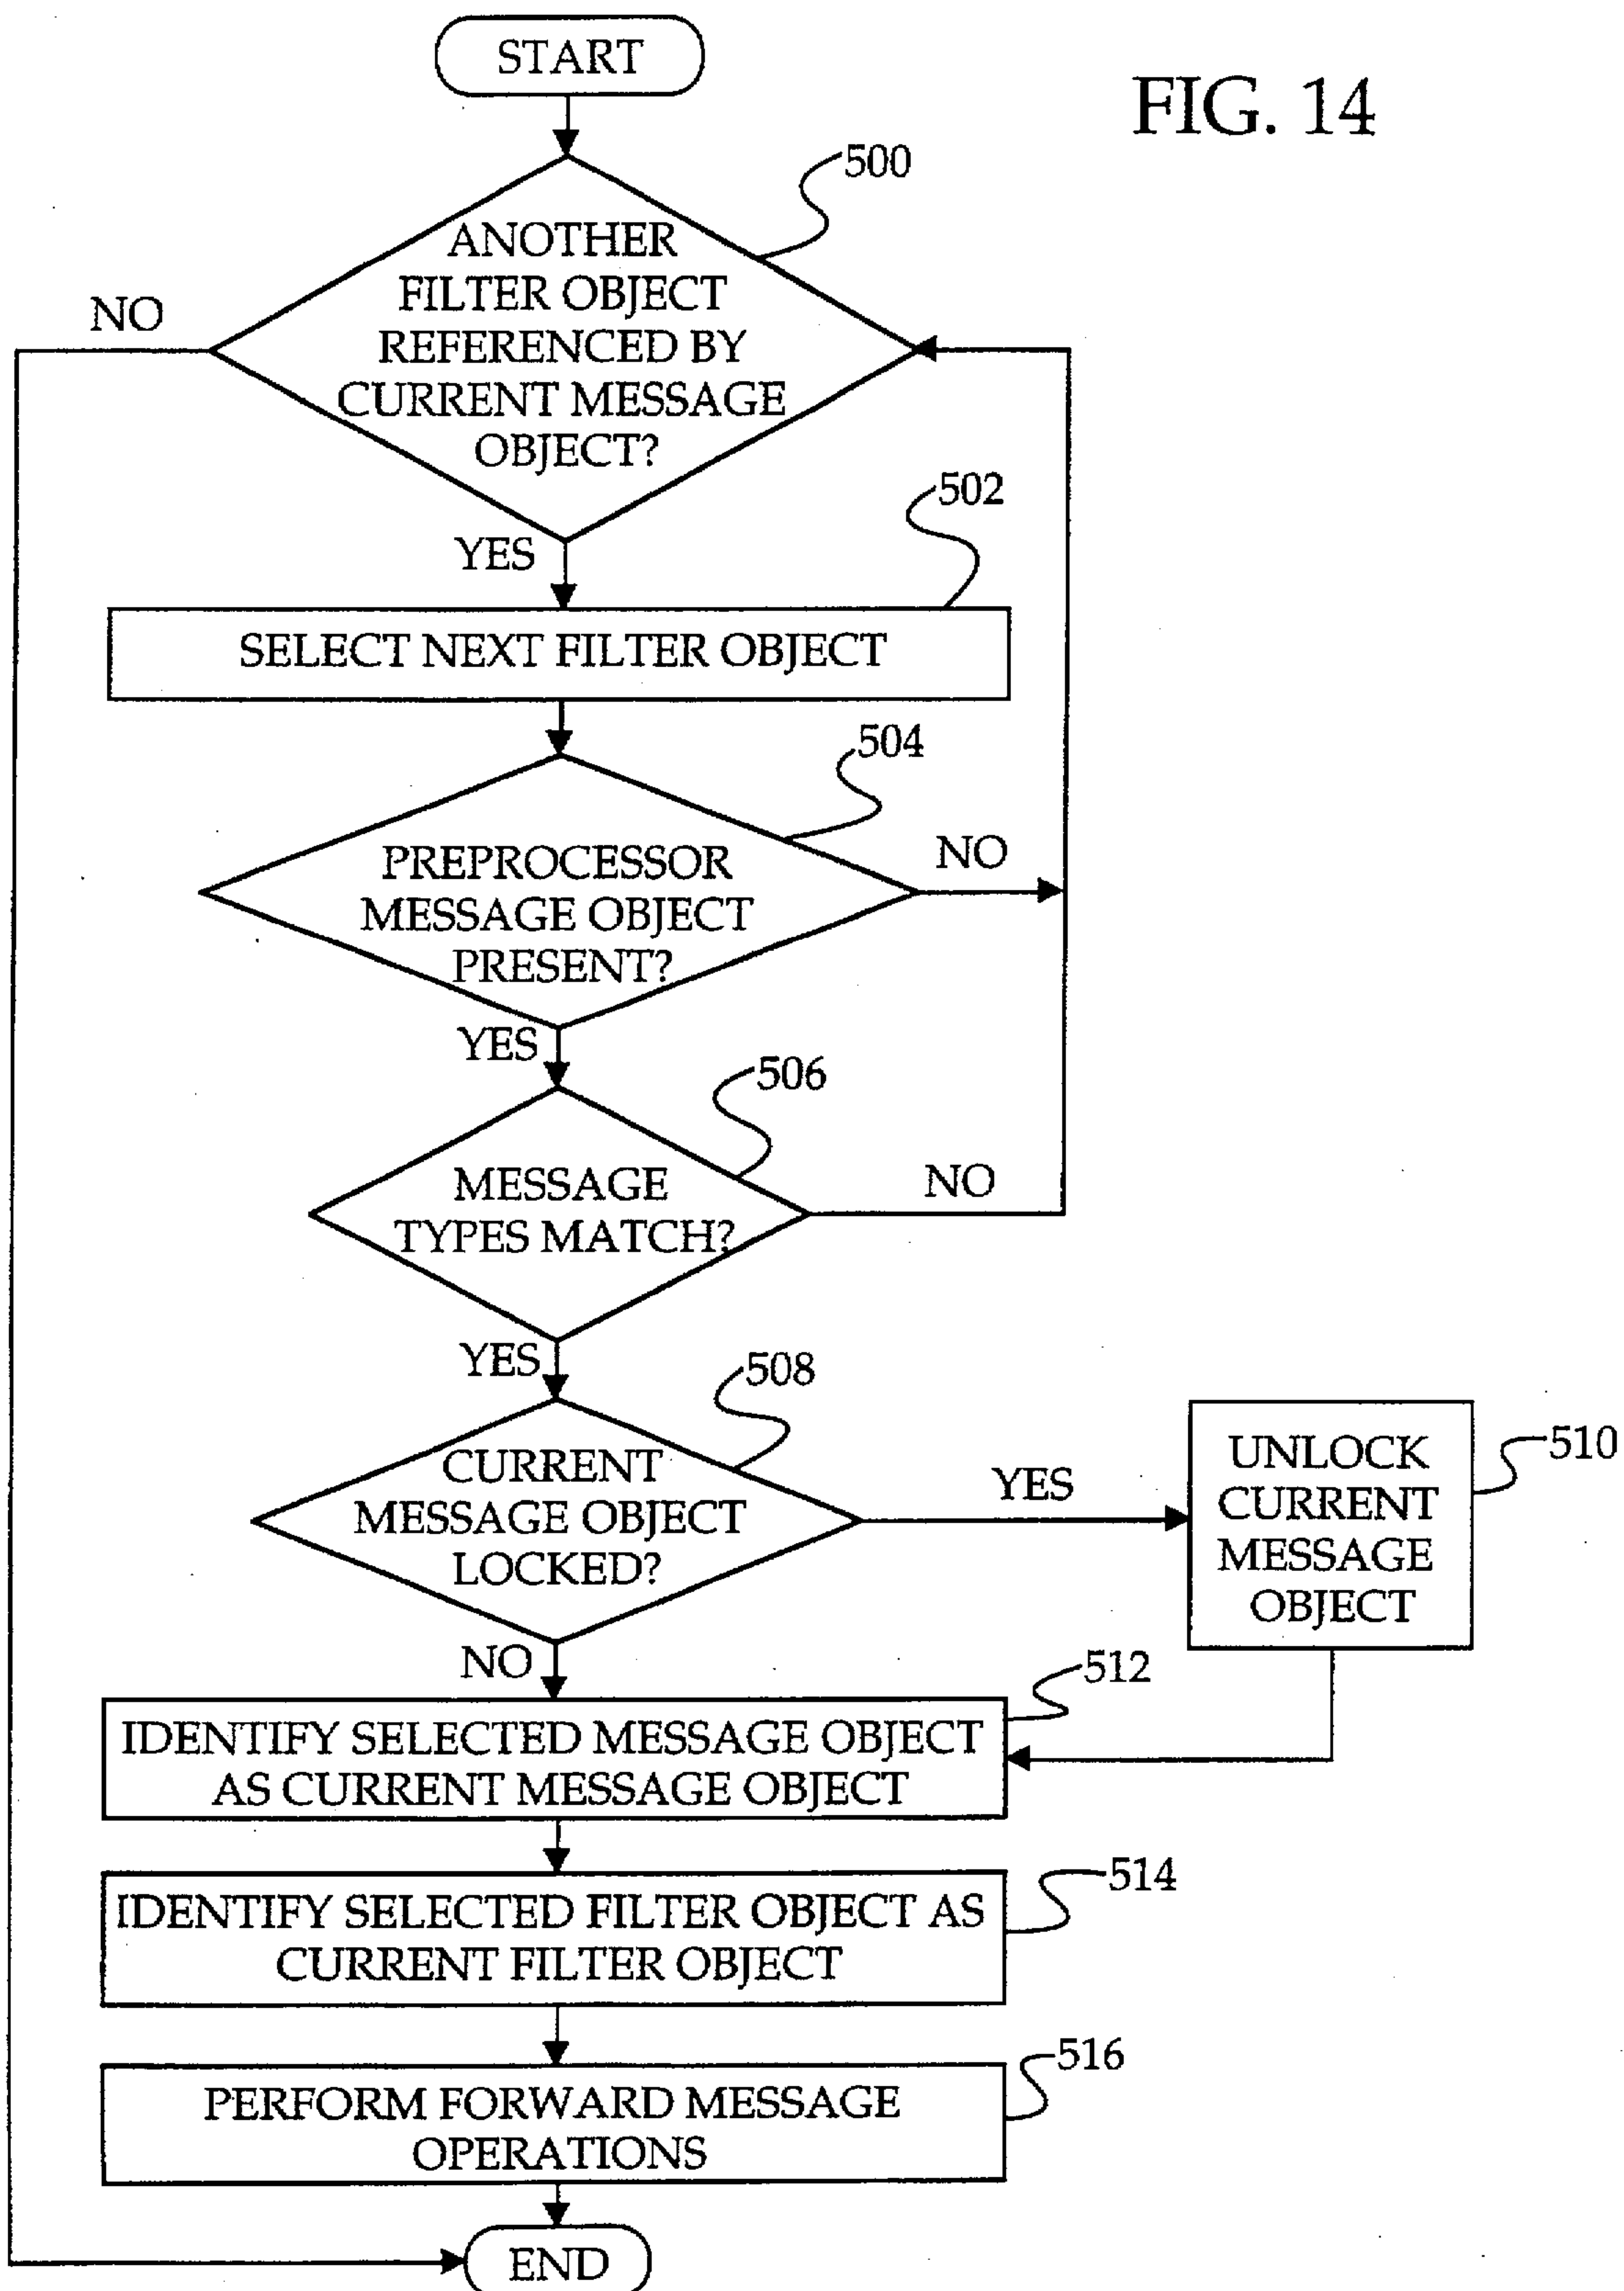 START
FIG. 14
500
ANOTHER
FILTER OBJECT
REFERENCED BY
CURRENT MESSAGE
OBJECT?
NO
YES
502
SELECT NEXT FILTER OBJECT
504
PREPROCESSOR
MESSAGE OBJECT
PRESENT?
NO
YES
506
MESSAGE
TYPES MATCH?
NO
YES
508
CURRENT
MESSAGE OBJECT
LOCKED?
YES
510
UNLOCK
CURRENT
MESSAGE
OBJECT
NO
512
IDENTIFY SELECTED MESSAGE OBJECT
AS CURRENT MESSAGE OBJECT
514
IDENTIFY SELECTED FILTER OBJECT AS
CURRENT FILTER OBJECT
516
PERFORM FORWARD MESSAGE
OPERATIONS
END